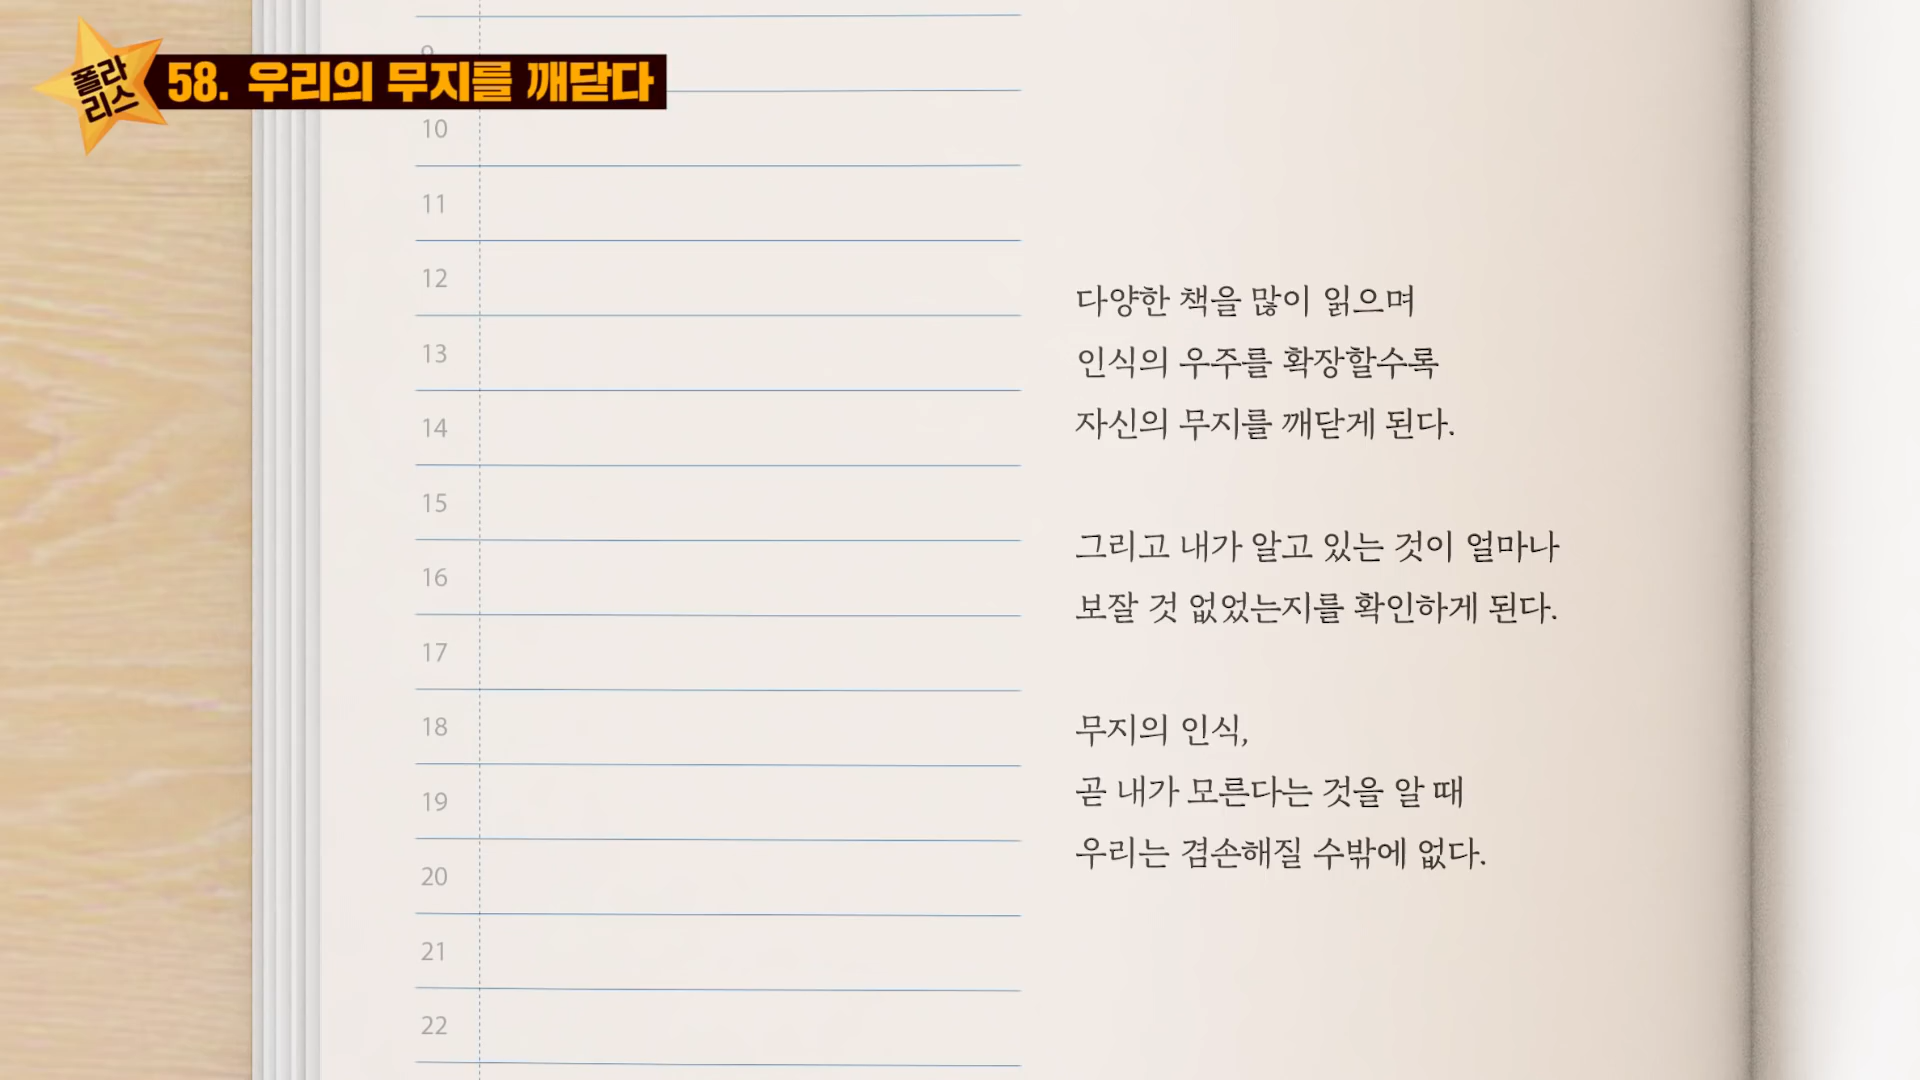 폴라
리스
58. 우리의 무지를 깨닫다
9
10
11
12
13
14
15
16
17
18
19
20
21
22
다양한 책을 많이 읽으며
인식의 우주를 확장할수록
자신의 무지를 깨닫게 된다.
그리고 내가 알고 있는 것이 얼마나
보잘 것 없었는지를 확인하게 된다.
무지의 인식,
곧 내가 모른다는 것을 알 때
우리는 겸손해질 수밖에 없다.